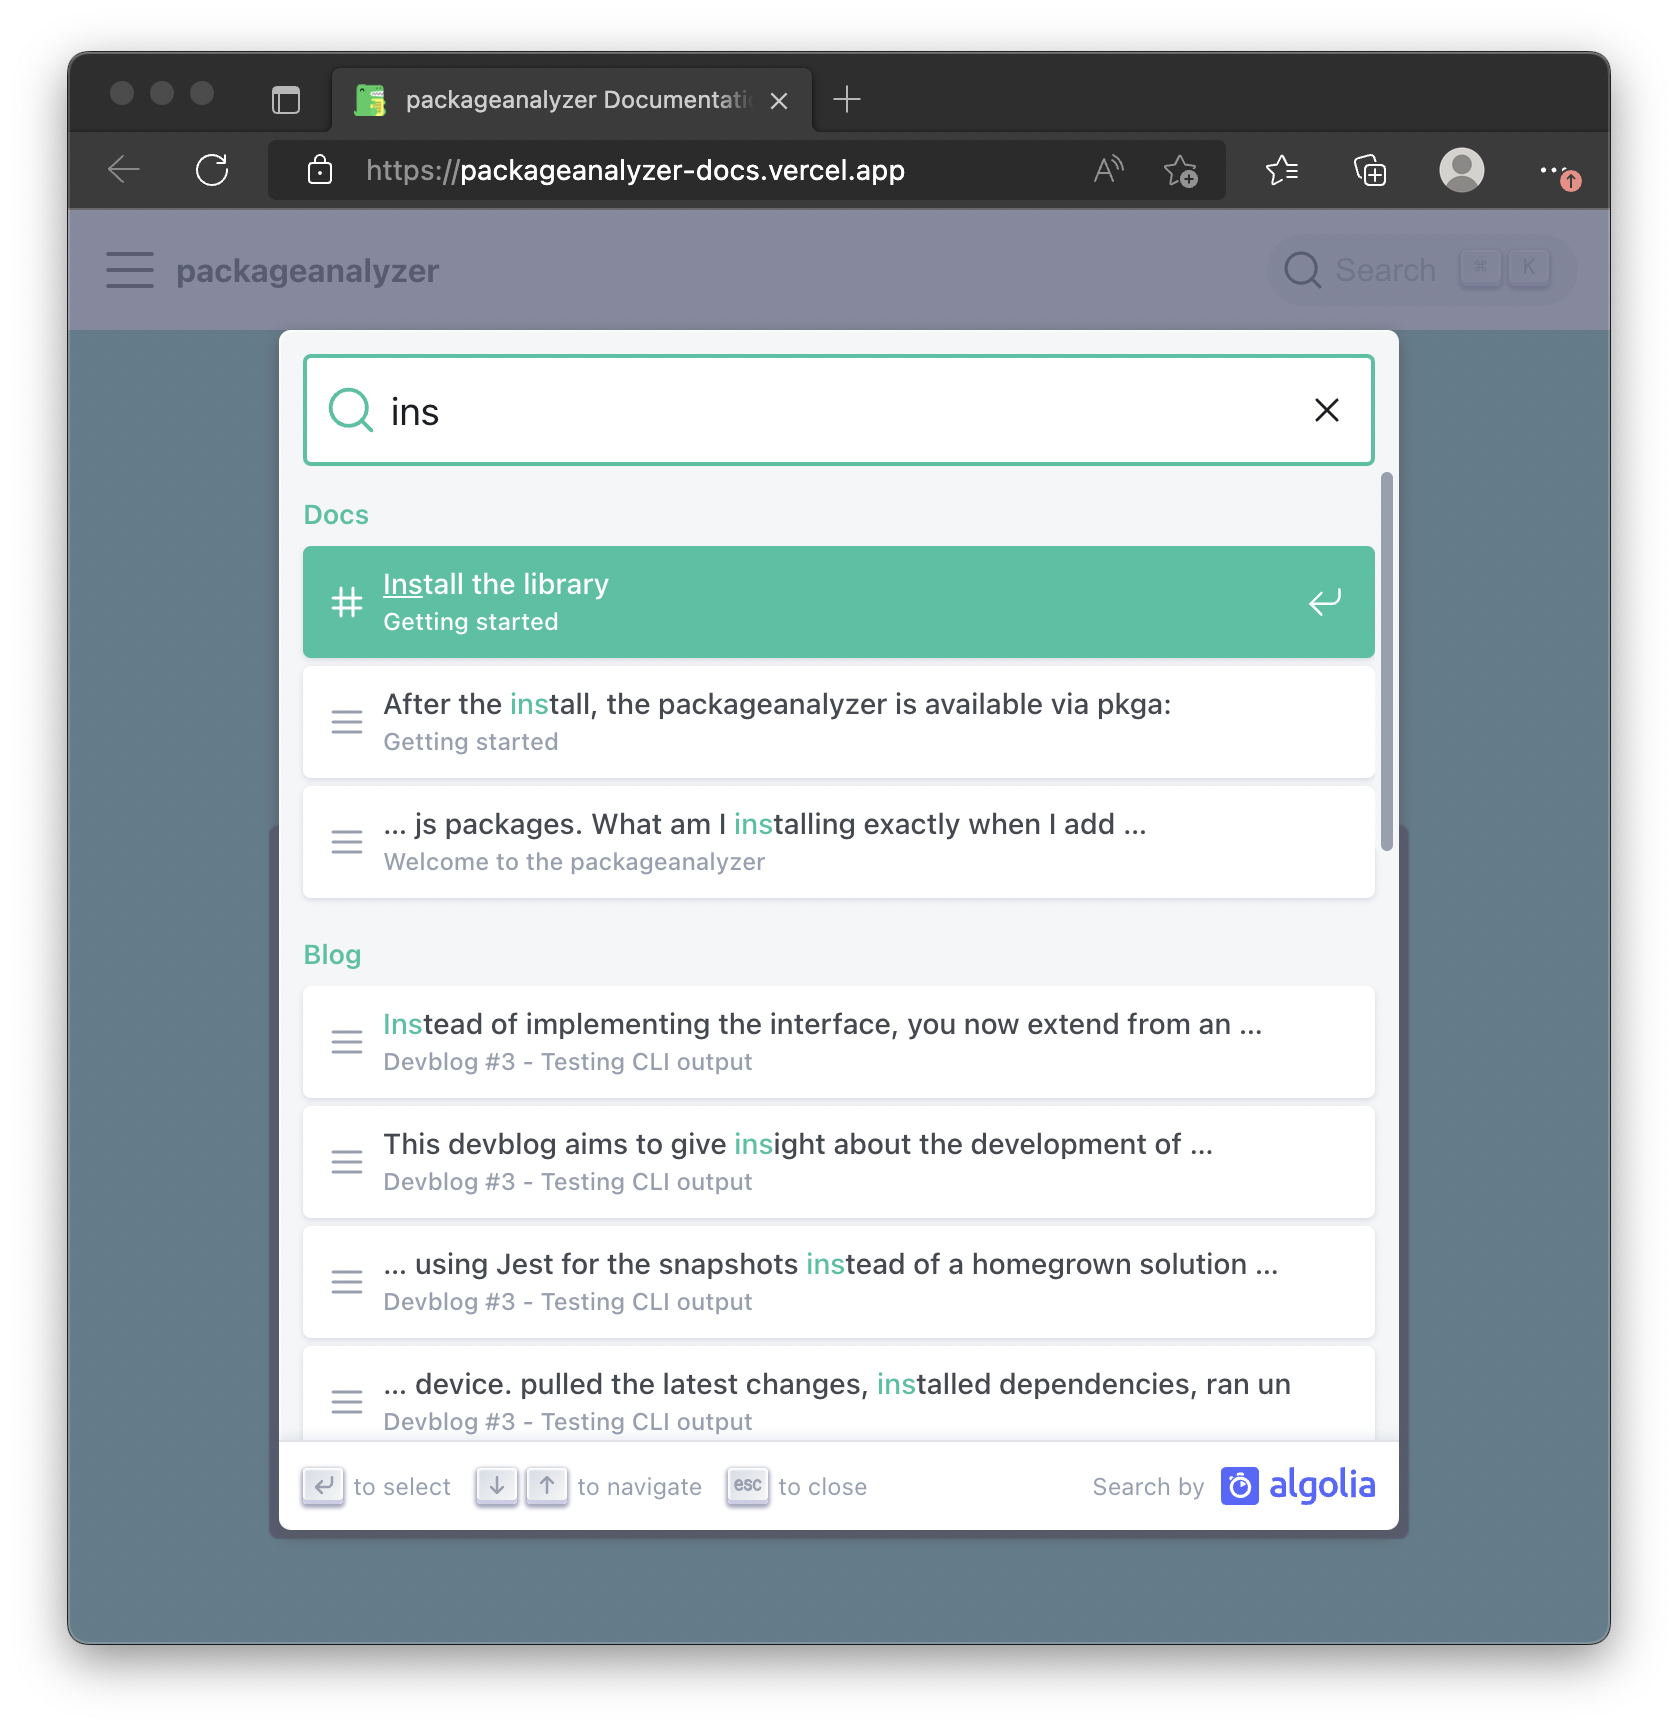 packageanalyzer Documentati
https://packageanalyzer-docs.vercel.app
packageanalyzer
Search ⌘ K
ins
Docs
Install the library
Getting started
After the install, the packageanalyzer is available via pkga:
Getting started
... js packages. What am I installing exactly when I add ...
Welcome to the packageanalyzer
Blog
Instead of implementing the interface, you now extend from an ...
Devblog #3 - Testing CLI output
This devblog aims to give insight about the development of ...
Devblog #3 - Testing CLI output
... using Jest for the snapshots instead of a homegrown solution ...
Devblog #3 - Testing CLI output
... device. pulled the latest changes, installed dependencies, ran un
Devblog #3 - Testing CLI output
to select to navigate esc to close Search by algolia